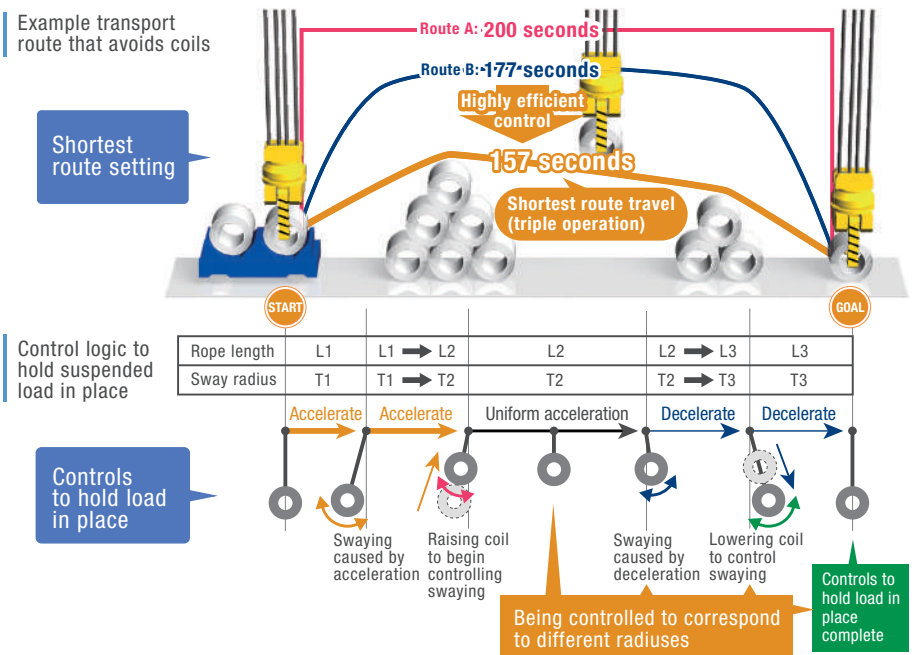 Example transport
route that avoids coils
Route A: 200 seconds
Route B: 177 seconds
Highly efficient
control
157 seconds
Shortest route travel
(triple operation)
Shortest
route setting
START
GOAL
Control logic to
hold suspended
load in place
Rope length L1 L1 ➡ L2 L2 L2 ➡ L3 L3
Sway radius T1 T1 ➡ T2 T2 T2 ➡ T3 T3
Accelerate Accelerate Uniform acceleration Decelerate Decelerate
Controls
to hold load
in place
Swaying
caused by
acceleration
Raising coil
to begin
controlling
swaying
Swaying
caused by
deceleration
Lowering coil
to control
swaying
Being controlled to correspond
to different radiuses
Controls to
hold load in
place
complete